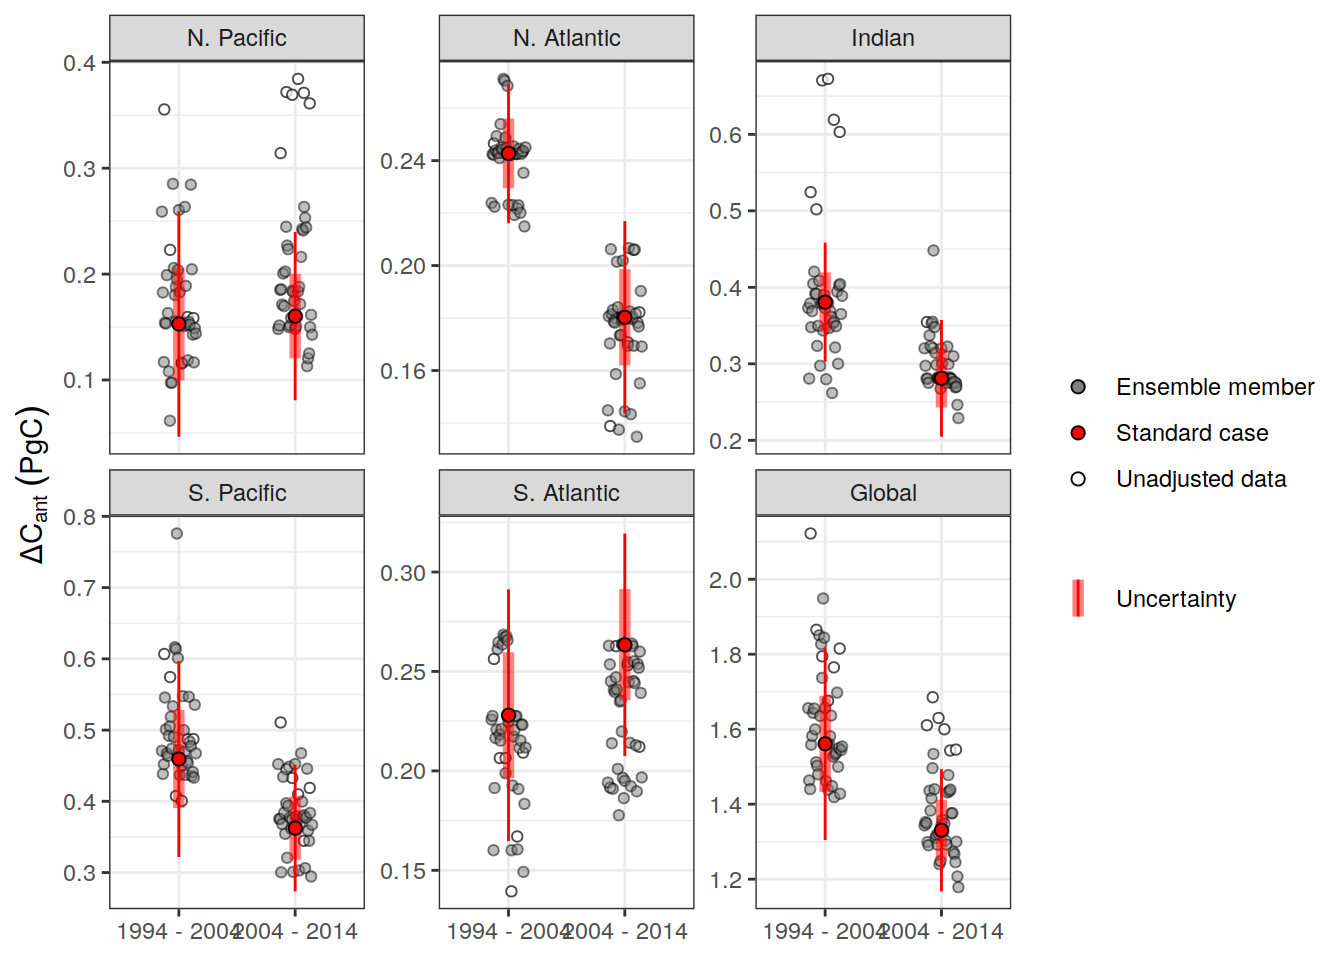 N. Pacific
N. Atlantic
Indian
0.4
0.3
0.2
0.1
0.24
0.20
0.16
0.6
0.5
0.4
0.3
0.2
S. Pacific
S. Atlantic
Global
0.8
0.7
0.6
0.5
0.4
0.3
0.30
0.25
0.20
0.15
2.0
1.8
1.6
1.4
1.2
1994 - 2004
2004 - 2014
1994 - 2004
2004 - 2014
1994 - 2004
2004 - 2014
ΔCant (PgC)
Ensemble member
Standard case
Unadjusted data
Uncertainty